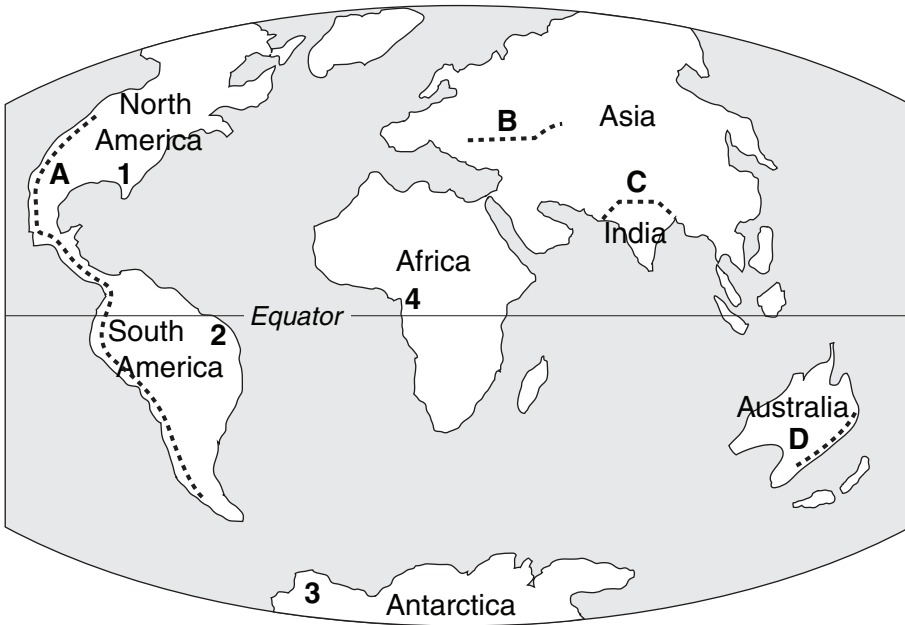 North
America
A
1
B
Asia
C
India
Africa
4
Equator
South
2
America
Australia
D
3
Antarctica